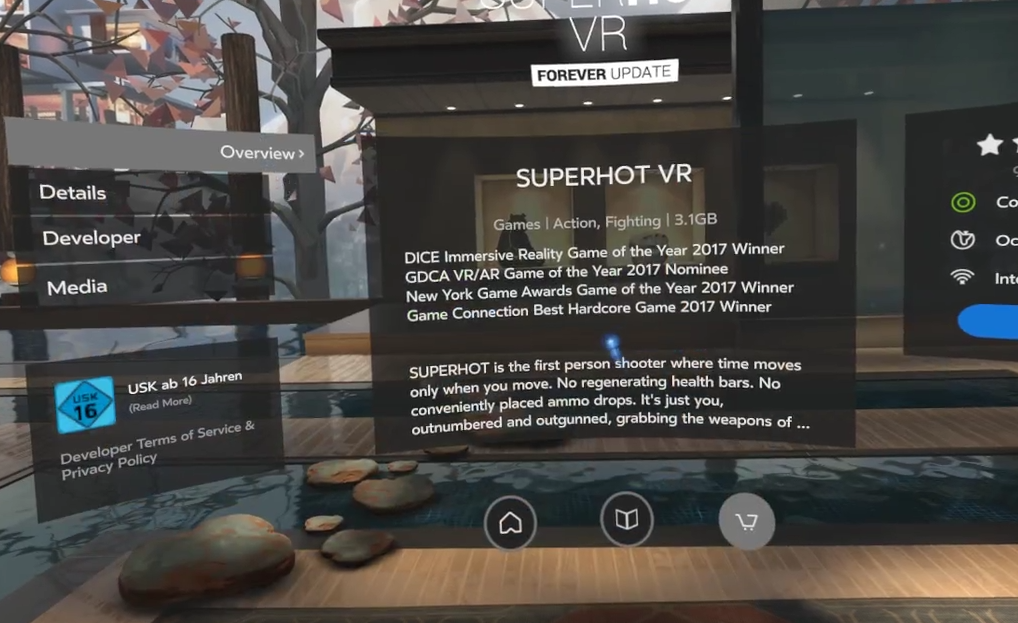 VR
FOREVER UPDATE
Overview ›
Details
Developer
Media
USK
16
USK ab 16 Jahren
(Read More)
Developer Terms of Service &
Privacy Policy
SUPERHOT VR
Games | Action, Fighting | 3.1GB
DICE Immersive Reality Game of the Year 2017 Winner
GDCA VR/AR Game of the Year 2017 Nominee
New York Game Awards Game of the Year 2017 Winner
Game Connection Best Hardcore Game 2017 Winner
SUPERHOT is the first person shooter where time moves
only when you move. No regenerating health bars. No
conveniently placed ammo drops. It's just you,
outnumbered and outgunned, grabbing the weapons of ...
Co
Oc
Inte